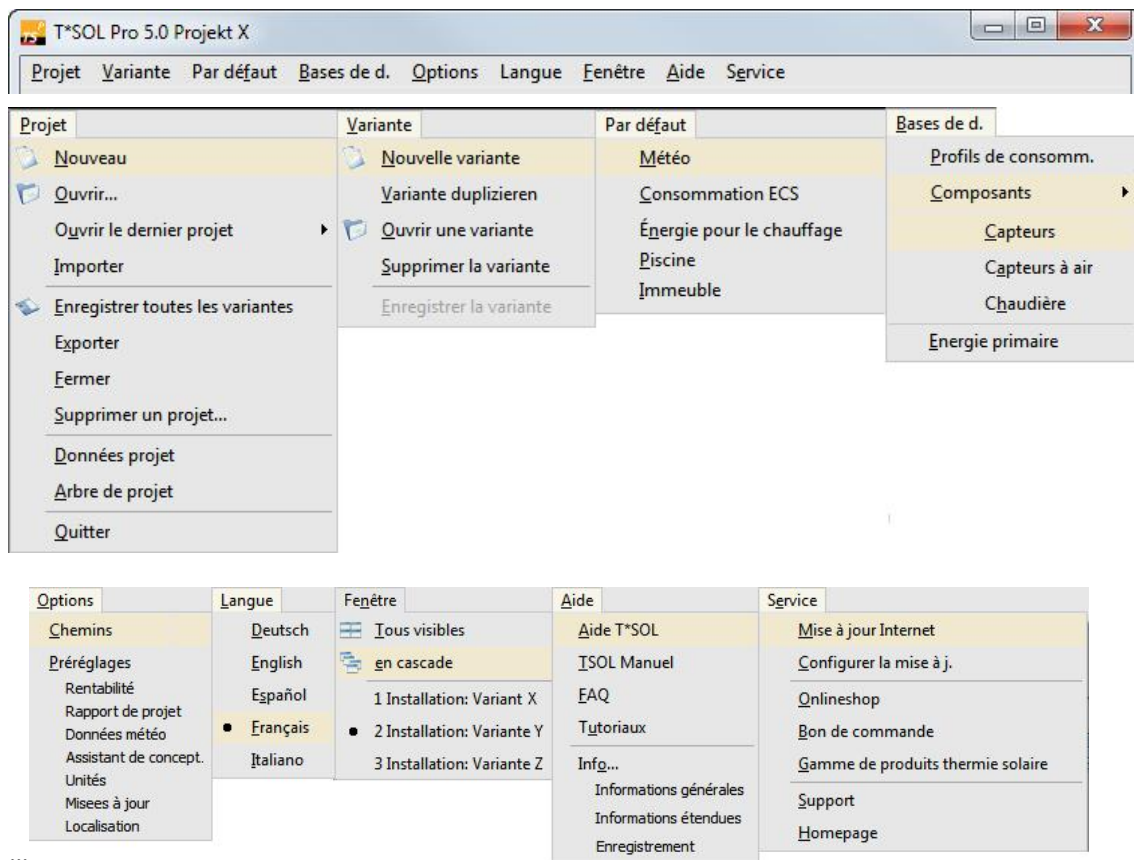 T*SOL Pro 5.0 Projekt X
Projet Variante Par défaut Bases de d. Options Langue Fenêtre Aide Service
Projet
Nouveau
Ouvrir...
Ouvrir le dernier projet
Importer
Enregistrer toutes les variantes
Exporter
Fermer
Supprimer un projet...
Données projet
Arbre de projet
Quitter
Variante
Nouvelle variante
Variante duplizieren
Ouvrir une variante
Supprimer la variante
Enregistrer la variante
Par défaut
Météo
Consommation ECS
Énergie pour le chauffage
Piscine
Immeuble
Bases de d.
Profils de consomm.
Composants
Capteurs
Capteurs à air
Chaudière
Energie primaire
Options
Chemins
Préréglages
Rentabilité
Rapport de projet
Données météo
Assistant de concept.
Unités
Misees à jour
Localisation
Langue
Deutsch
English
Español
Français
Italiano
Fenêtre
Tous visibles
en cascade
1 Installation: Variant X
2 Installation: Variante Y
3 Installation: Variante Z
Aide
Aide T*SOL
TSOL Manuel
FAQ
Tutoriaux
Info...
Informations générales
Informations étendues
Enregistrement
Service
Mise à jour Internet
Configurer la mise à j.
Onlineshop
Bon de commande
Gamme de produits thermie solaire
Support
Homepage